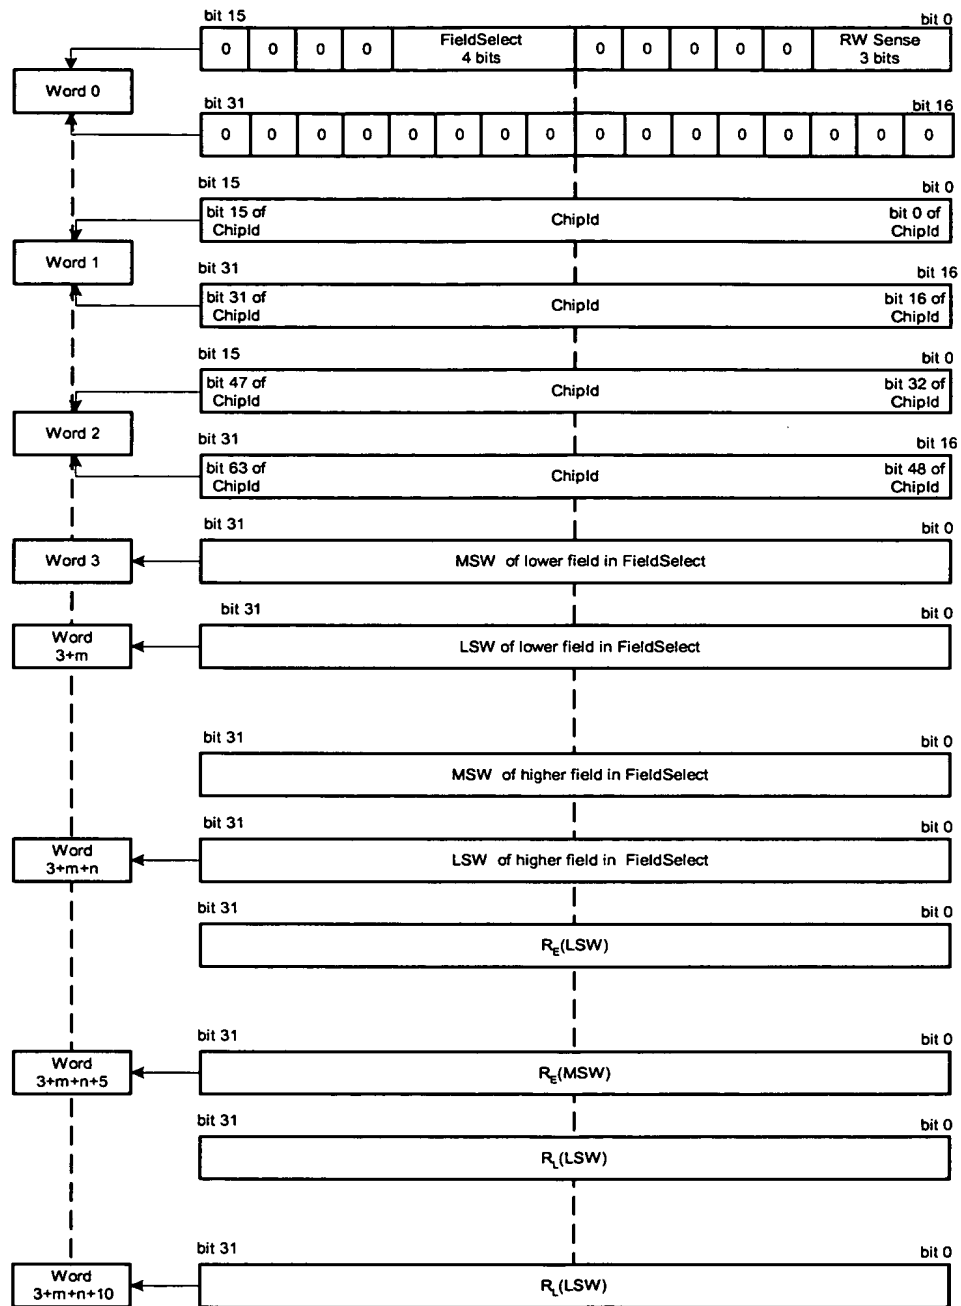 bit 15
bit 0
0 0 0 0 FieldSelect 0 0 0 0 0 RW Sense
4 bits 3 bits
Word 0
bit 31
bit 16
0 0 0 0 0 0 0 0 0 0 0 0 0 0 0 0
bit 15
bit 0
bit 15 of ChipId bit 0 of
ChipId ChipId
Word 1
bit 31
bit 16
bit 31 of ChipId bit 16 of
ChipId ChipId
bit 15
bit 0
bit 47 of ChipId bit 32 of
ChipId ChipId
Word 2
bit 31
bit 16
bit 63 of ChipId bit 48 of
ChipId ChipId
bit 31
bit 0
Word 3
MSW of lower field in FieldSelect
bit 31
bit 0
Word
3+m
LSW of lower field in FieldSelect
bit 31
bit 0
MSW of higher field in FieldSelect
bit 31
bit 0
Word
3+m+n
LSW of higher field in FieldSelect
bit 31
bit 0
R_E(LSW)
bit 31
bit 0
Word
3+m+n+5
R_E(MSW)
bit 31
bit 0
R_L(LSW)
bit 31
bit 0
Word
3+m+n+10
R_L(LSW)